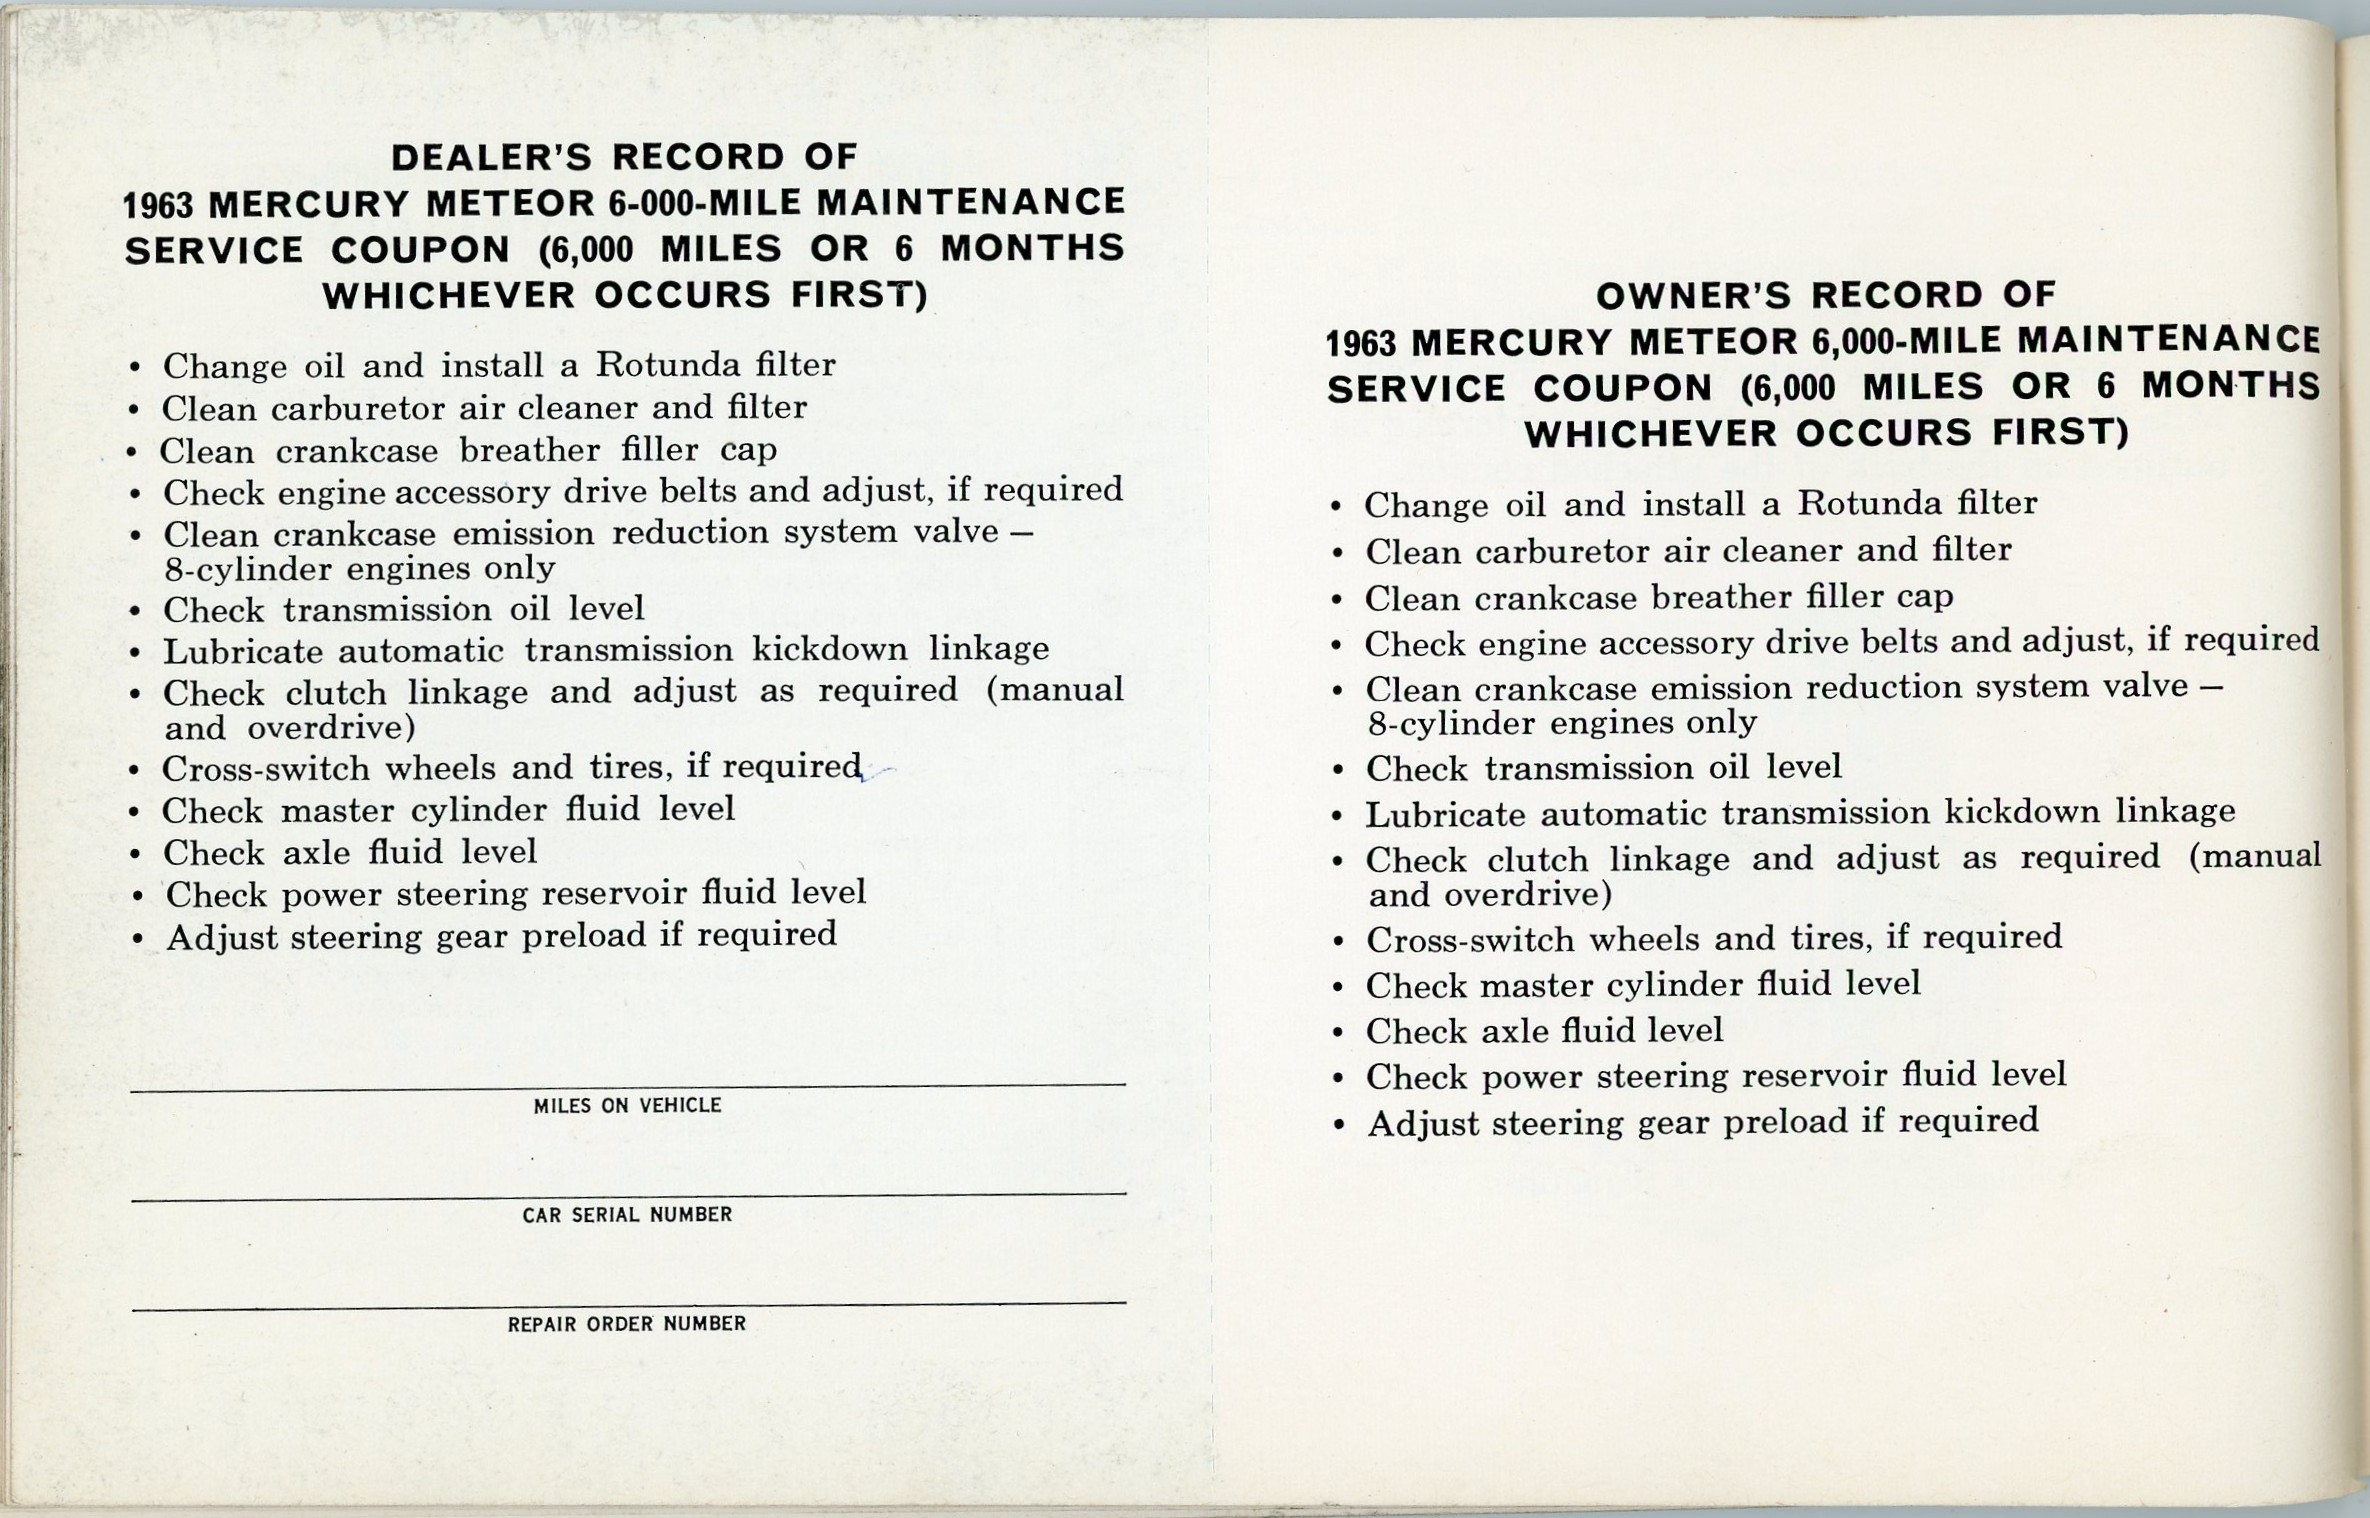 DEALER'S RECORD OF
1963 MERCURY METEOR 6-000-MILE MAINTENANCE
SERVICE COUPON (6,000 MILES OR 6 MONTHS
WHICHEVER OCCURS FIRST)
• Change oil and install a Rotunda filter
• Clean carburetor air cleaner and filter
• Clean crankcase breather filler cap
• Check engine accessory drive belts and adjust, if required
• Clean crankcase emission reduction system valve —
8-cylinder engines only
• Check transmission oil level
• Lubricate automatic transmission kickdown linkage
• Check clutch linkage and adjust as required (manual
and overdrive)
• Cross-switch wheels and tires, if required
• Check master cylinder fluid level
• Check axle fluid level
• Check power steering reservoir fluid level
• Adjust steering gear preload if required
MILES ON VEHICLE
CAR SERIAL NUMBER
REPAIR ORDER NUMBER
OWNER'S RECORD OF
1963 MERCURY METEOR 6,000-MILE MAINTENANCE
SERVICE COUPON (6,000 MILES OR 6 MONTHS
WHICHEVER OCCURS FIRST)
• Change oil and install a Rotunda filter
• Clean carburetor air cleaner and filter
• Clean crankcase breather filler cap
• Check engine accessory drive belts and adjust, if required
• Clean crankcase emission reduction system valve —
8-cylinder engines only
• Check transmission oil level
• Lubricate automatic transmission kickdown linkage
• Check clutch linkage and adjust as required (manual
and overdrive)
• Cross-switch wheels and tires, if required
• Check master cylinder fluid level
• Check axle fluid level
• Check power steering reservoir fluid level
• Adjust steering gear preload if required